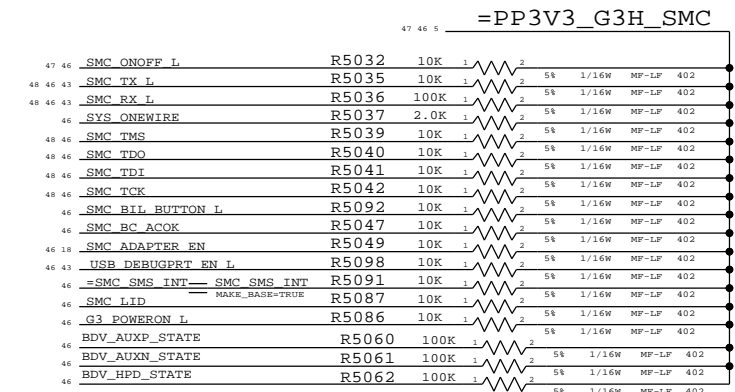 =PP3V3_G3H_SMC
47 46 5
47 46 SMC_ONOFF_L R5032 10K 1 2
5% 1/16W MF-LF 402
48 46 43 SMC_TX_L R5035 10K 1 2
5% 1/16W MF-LF 402
48 46 43 SMC_RX_L R5036 100K 1 2
5% 1/16W MF-LF 402
46 SYS_ONEWIRE R5037 2.0K 1 2
5% 1/16W MF-LF 402
48 46 SMC_TMS R5039 10K 1 2
5% 1/16W MF-LF 402
48 46 SMC_TDO R5040 10K 1 2
5% 1/16W MF-LF 402
48 46 SMC_TDI R5041 10K 1 2
5% 1/16W MF-LF 402
48 46 SMC_TCK R5042 10K 1 2
5% 1/16W MF-LF 402
46 SMC_BIL_BUTTON_L R5092 10K 1 2
5% 1/16W MF-LF 402
46 SMC_BC_ACOK R5047 10K 1 2
5% 1/16W MF-LF 402
46 18 SMC_ADAPTER_EN R5049 10K 1 2
5% 1/16W MF-LF 402
46 43 USB_DEBUGPRT_EN_L R5098 10K 1 2
5% 1/16W MF-LF 402
46 =SMC_SMS_INT SMC_SMS_INT R5091 10K 1 2
MAKE_BASE=TRUE 5% 1/16W MF-LF 402
46 SMC_LID R5087 10K 1 2
5% 1/16W MF-LF 402
46 G3_POWERON_L R5086 10K 1 2
5% 1/16W MF-LF 402
46 BDV_AUXP_STATE R5060 100K 1 2
5% 1/16W MF-LF 402
46 BDV_AUXN_STATE R5061 100K 1 2
5% 1/16W MF-LF 402
46 BDV_HPD_STATE R5062 100K 1 2
5% 1/16W MF-LF 402